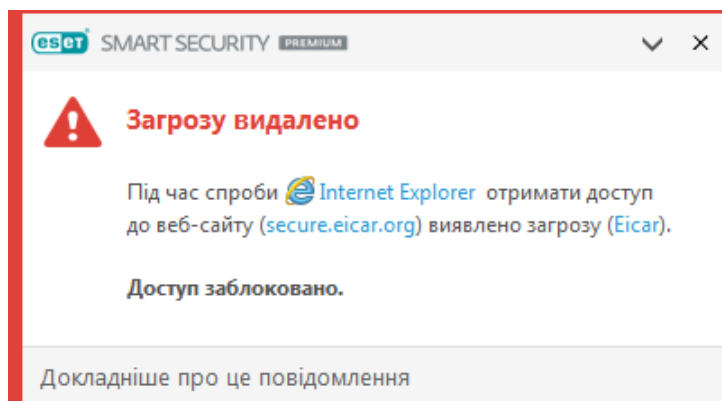 eset SMART SECURITY PREMIUM
Загрозу видалено
Під час спроби Internet Explorer отримати доступ
до веб-сайту (secure.eicar.org) виявлено загрозу (Eicar).
Доступ заблоковано.
Докладніше про це повідомлення